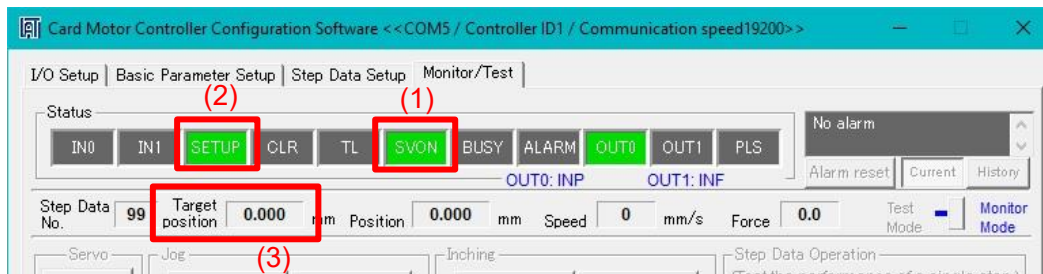 Card Motor Controller Configuration Software <<COM5 / Controller ID1 / Communication speed19200>>
I/O Setup Basic Parameter Setup Step Data Setup Monitor/Test
(2) (1)
Status
No alarm
IN0 IN1 SETUP CLR TL SVON BUSY ALARM OUT0 OUT1 PLS
Alarm reset Current History
OUT0: INP OUT1: INF
Step Data No. 99 Target position 0.000 mm Position 0.000 mm Speed 0 mm/s Force 0.0 Test Mode Monitor Mode
(3)
Servo Jog Inching Step Data Operation